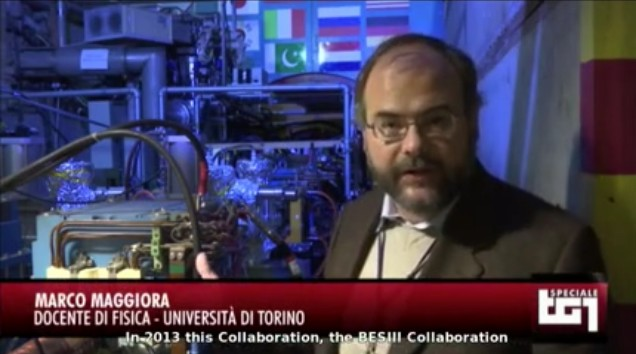 MARCO MAGGIORA
DOCENTE DI FISICA - UNIVERSITÀ DI TORINO
SPECIALE
TG1
In 2013 this Collaboration, the BESIII Collaboration